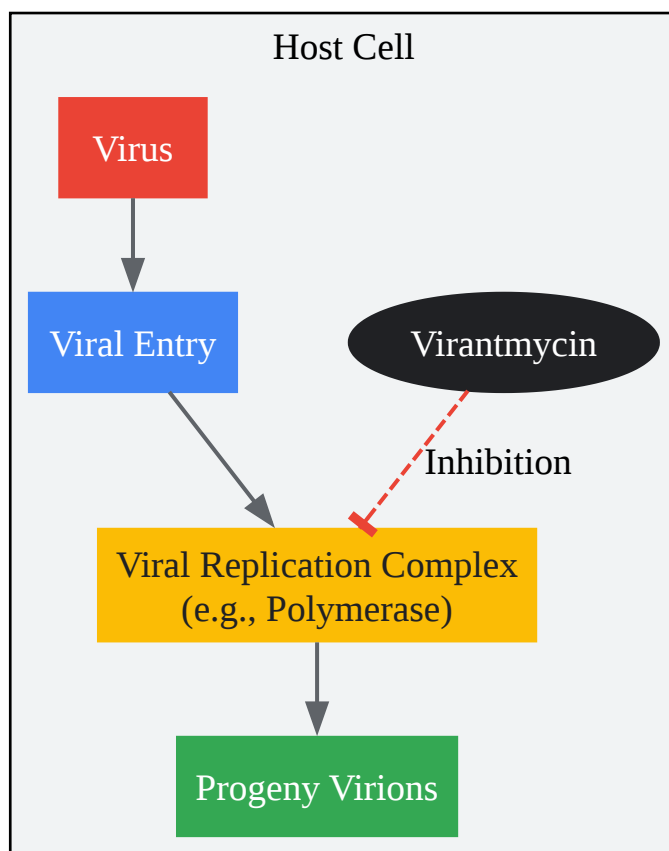 Host Cell
Virus
Viral Entry
Virantmycin
Inhibition
Viral Replication Complex
(e.g., Polymerase)
Progeny Virions